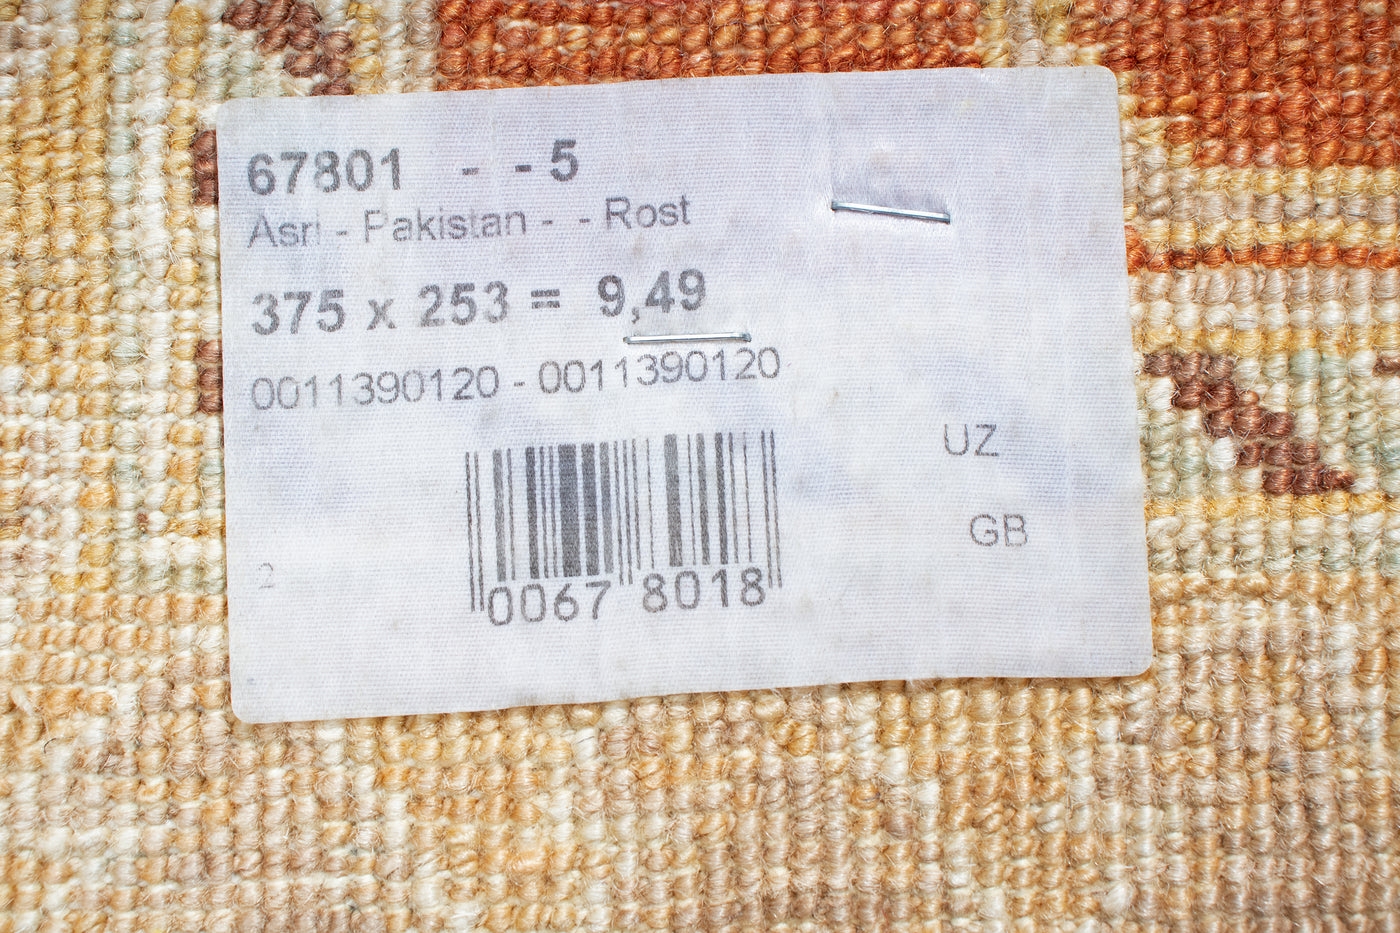 67801 - - 5
Asri - Pakistan - - Rost
375 x 253 = 9,49
0011390120 - 0011390120
UZ
GB
2
0067 8018